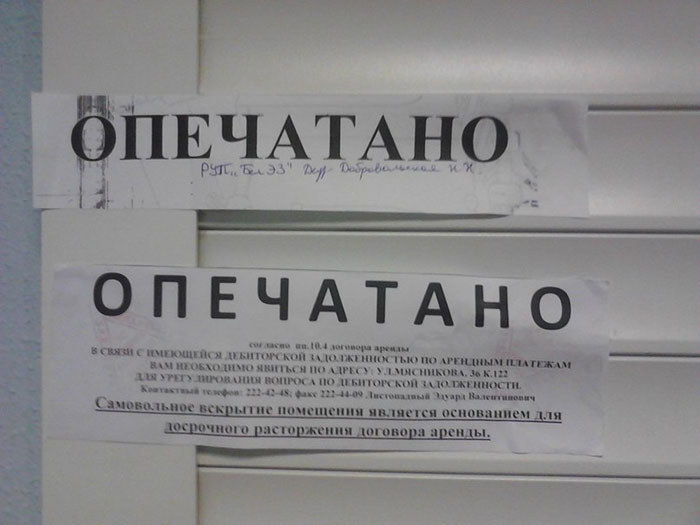 ОПЕЧАТАНО
РУП „Бел ЭЗ" Добровольская Н.Н.
ОПЕЧАТАНО
согласно пп.10.4 договора аренды
В СВЯЗИ С ИМЕЮЩЕЙСЯ ДЕБИТОРСКОЙ ЗАДОЛЖЕННОСТЬЮ ПО АРЕНДНЫМ ПЛАТЕЖАМ
ВАМ НЕОБХОДИМО ЯВИТЬСЯ ПО АДРЕСУ: УЛ.МЯСНИКОВА, 36 К.122
ДЛЯ УРЕГУЛИРОВАНИЯ ВОПРОСА ПО ДЕБИТОРСКОЙ ЗАДОЛЖЕННОСТИ.
Контактный телефон: 222-42-48; факс 222-44-09 Листопадный Эдуард Валентинович
Самовольное вскрытие помещения является основанием для
досрочного расторжения договора аренды.